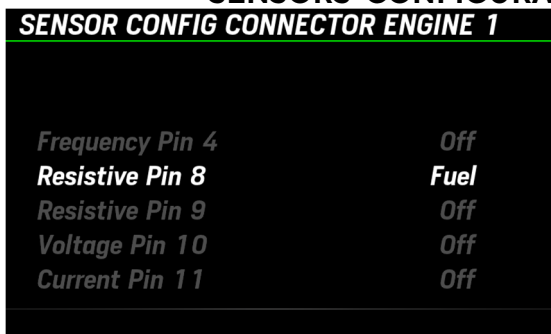 SENSOR CONFIG CONNECTOR ENGINE 1
Frequency Pin 4 Off
Resistive Pin 8 Fuel
Resistive Pin 9 Off
Voltage Pin 10 Off
Current Pin 11 Off